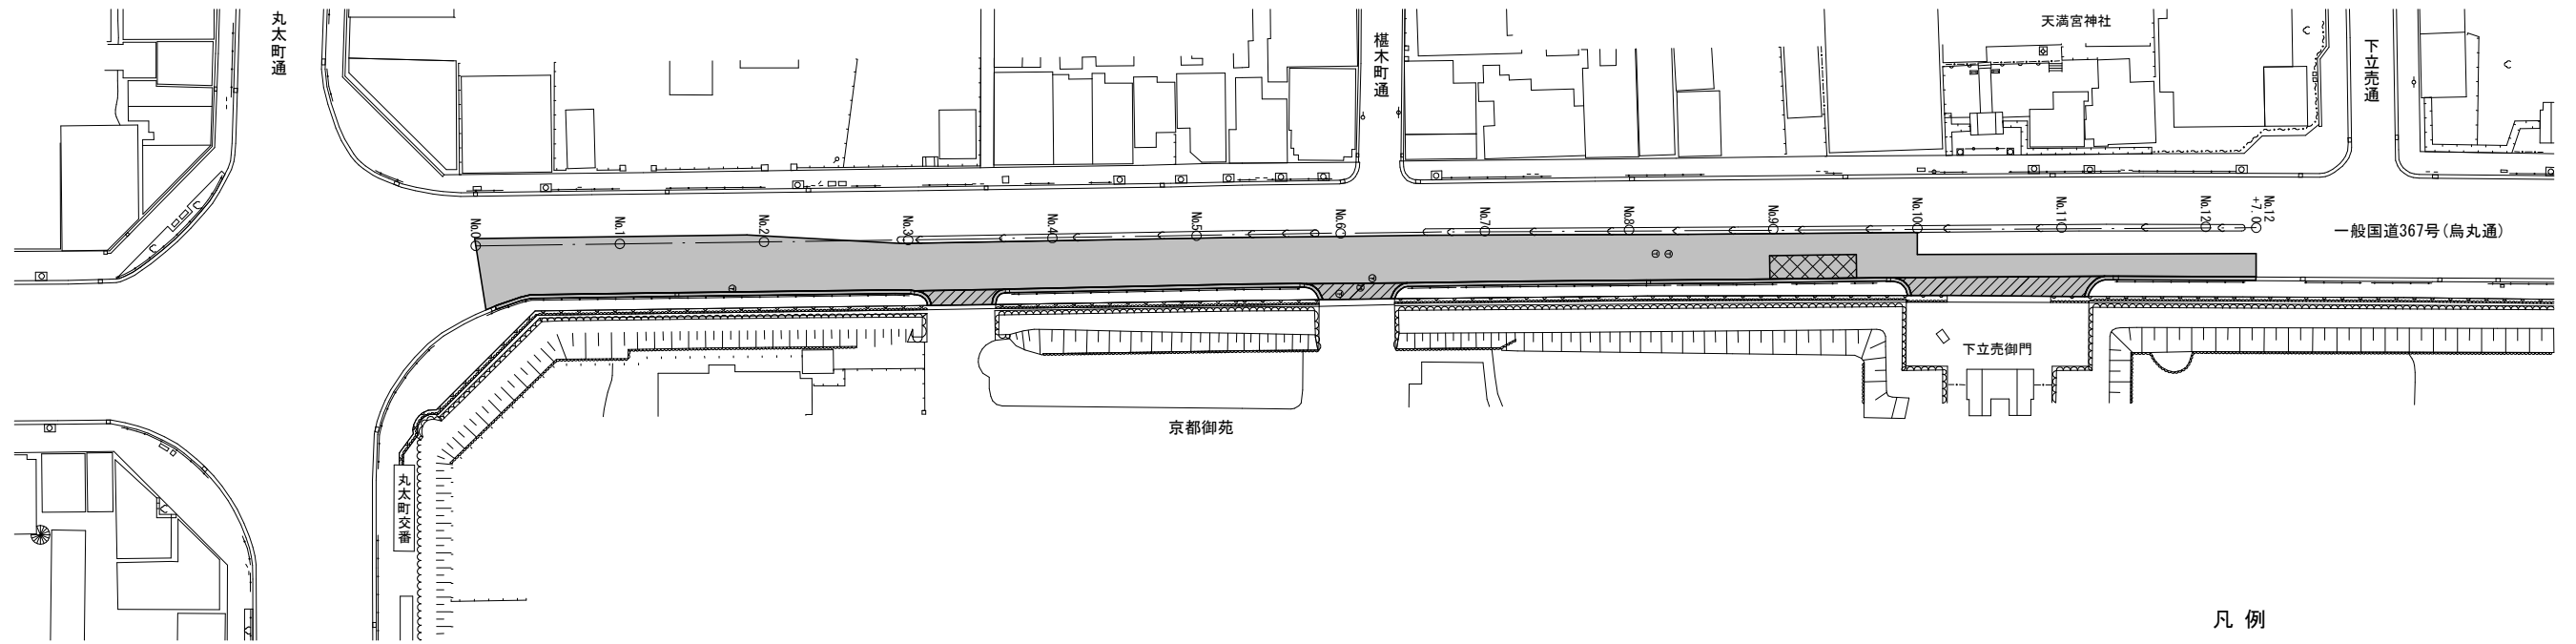 丸太町通
椹木町通
天満宮神社
下立売通
No.0
No.1
No.2
No.3
No.4
No.5
No.6
No.7
No.8
No.9
No.10
No.11
No.12
No.12
+7.0
一般国道367号(烏丸通)
下立売御門
京都御苑
丸太町交番
凡 例